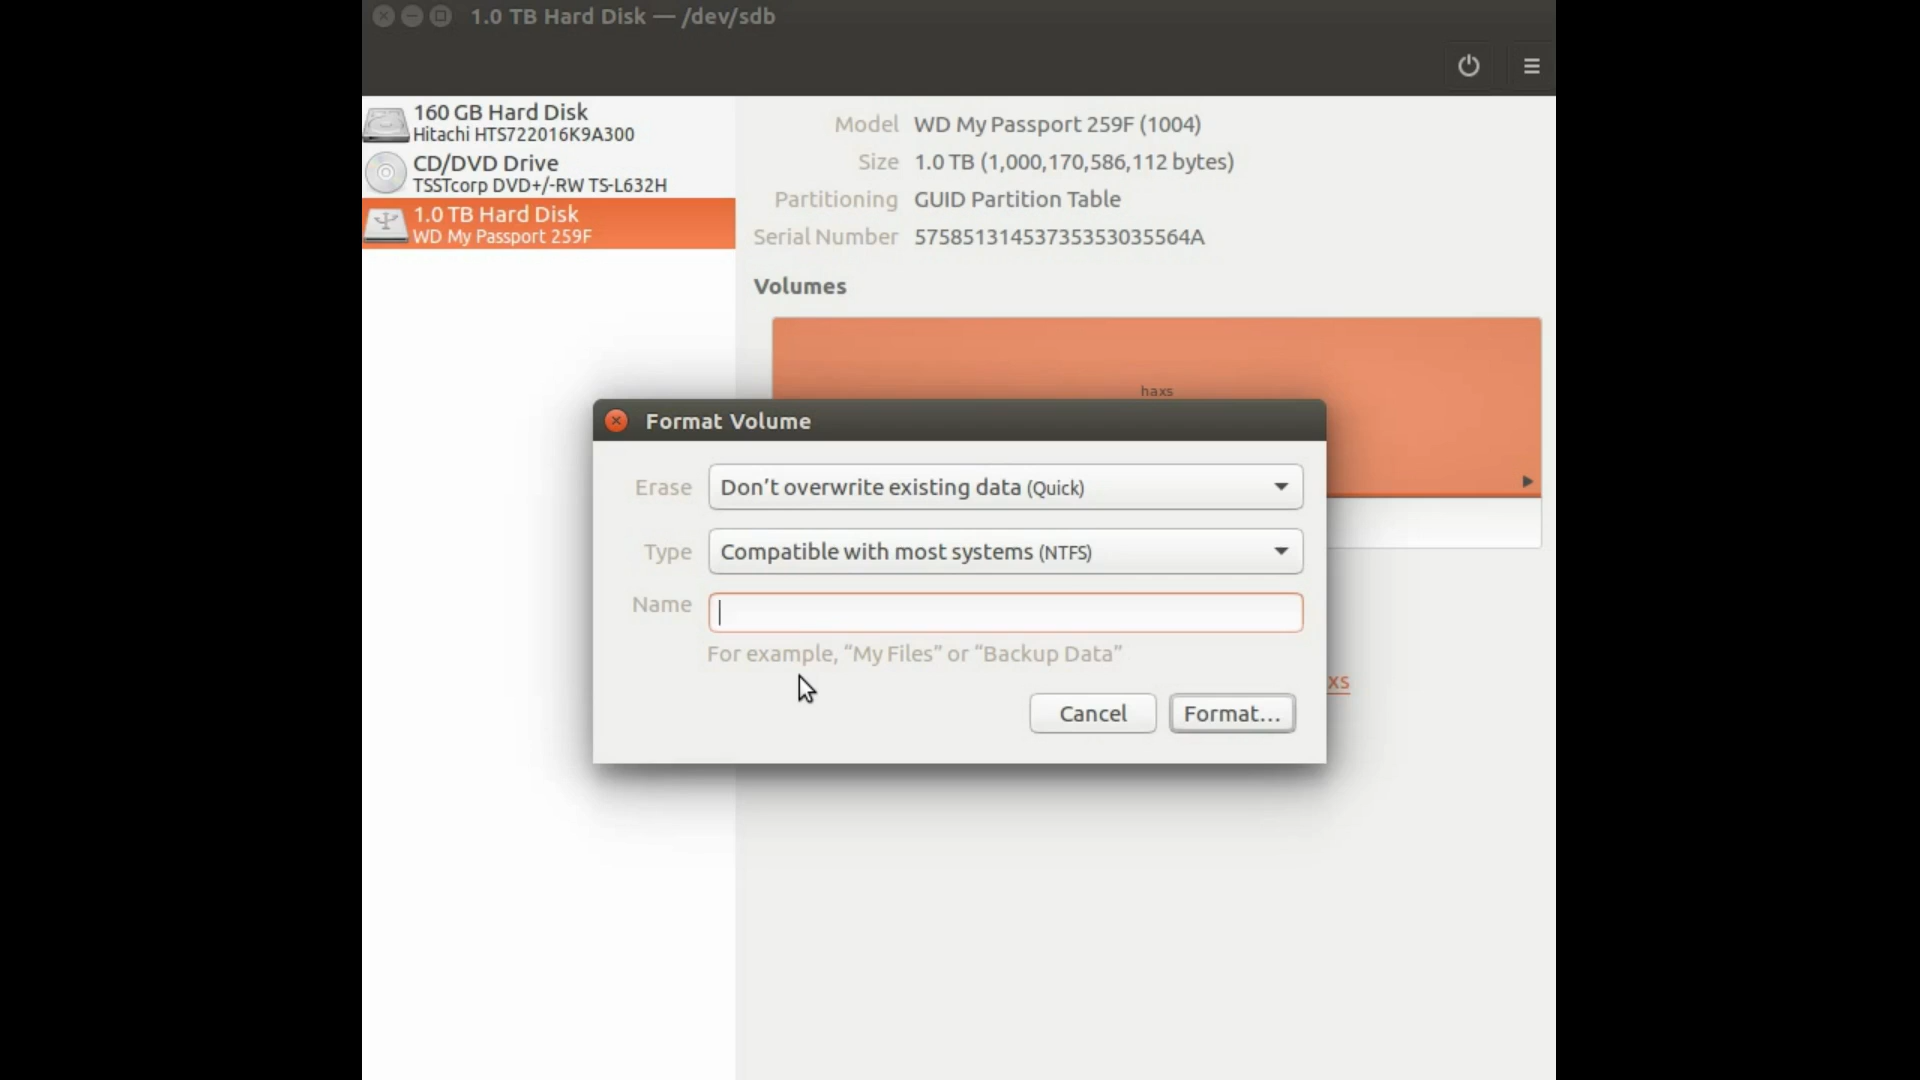 1.0 TB Hard Disk — /dev/sdb
160 GB Hard Disk
Hitachi HTS722016K9A300
CD/DVD Drive
TSSTcorp DVD+/-RW TS-L632H
1.0 TB Hard Disk
WD My Passport 259F
Model WD My Passport 259F (1004)
Size 1.0 TB (1,000,170,586,112 bytes)
Partitioning GUID Partition Table
Serial Number 57585131453735353035564A
Volumes
haxs
Format Volume
Erase Don’t overwrite existing data (Quick)
Type Compatible with most systems (NTFS)
Name
For example, “My Files” or “Backup Data”
xs
Cancel Format...